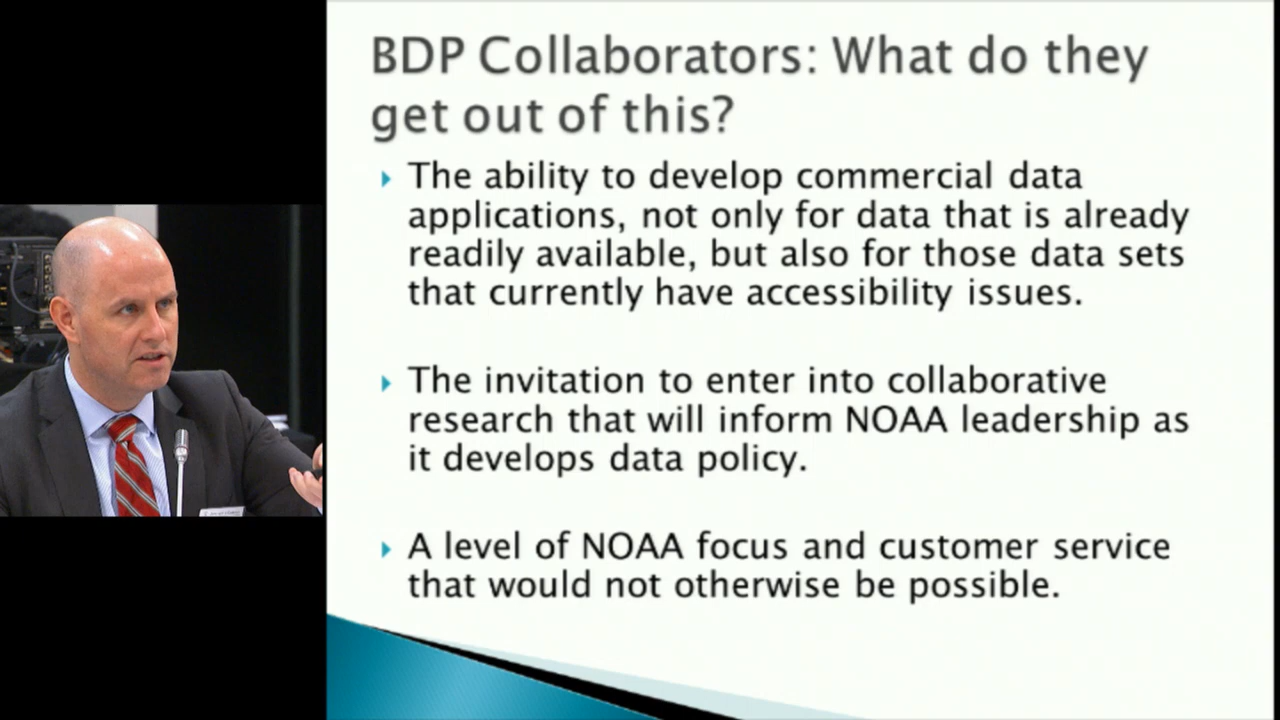 BDP Collaborators: What do they
get out of this?
The ability to develop commercial data
applications, not only for data that is already
readily available, but also for those data sets
that currently have accessibility issues.
The invitation to enter into collaborative
research that will inform NOAA leadership as
it develops data policy.
A level of NOAA focus and customer service
that would not otherwise be possible.